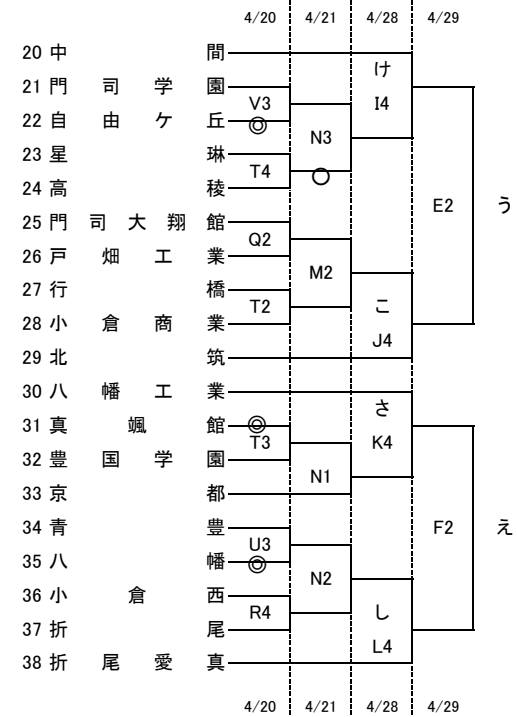 4/20 4/21 4/28 4/29
20 中間
け
21 門司学園
V3 I4
22 自由ケ丘 ◎
N3
23 星琳
T4 ○
24 高稜
E2 う
25 門司大翔館
Q2
26 戸畑工業
M2
27 行橋
T2 こ
28 小倉商業
J4
29 北筑
30 八幡工業
さ
31 真颯館 ◎
T3 K4
32 豊国学園
N1
33 京都
34 青豊
U3 F2 え
35 八幡 ◎
N2
36 小倉西
R4 し
37 折尾
L4
38 折尾愛真
4/20 4/21 4/28 4/29